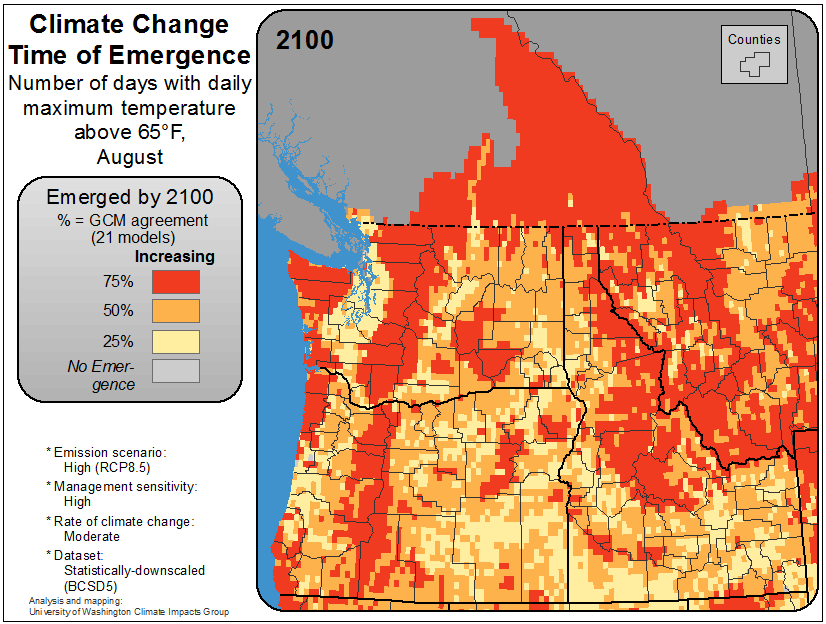 Climate Change
Time of Emergence
Number of days with daily
maximum temperature
above 65°F,
August
Emerged by 2100
% = GCM agreement
(21 models)
Increasing
75%
50%
25%
No Emer-
gence
* Emission scenario:
High (RCP8.5)
* Management sensitivity:
High
* Rate of climate change:
Moderate
* Dataset:
Statistically-downscaled
(BCSD5)
Analysis and mapping:
University of Washington Climate Impacts Group
2100
Counties